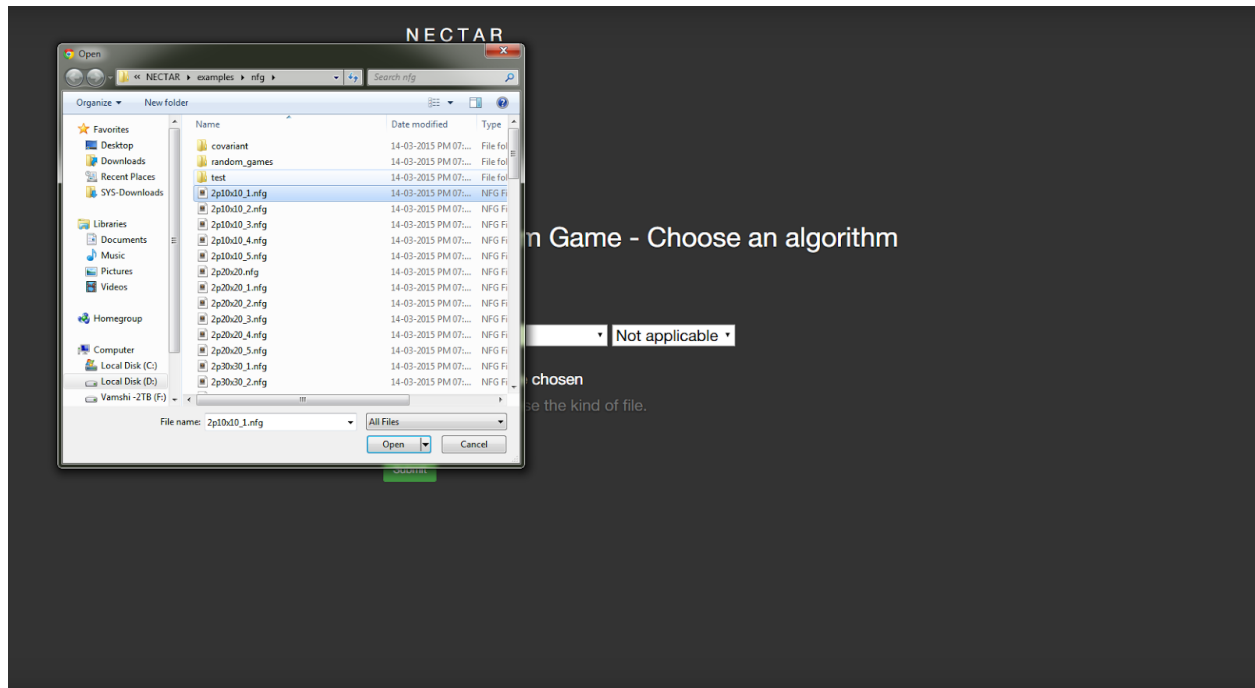 NECTAR
Open
« NECTAR ▸ examples ▸ nfg ▸
Search nfg
Organize ▾ New folder
Favorites
Desktop
Downloads
Recent Places
SYS-Downloads
Libraries
Documents
Music
Pictures
Videos
Homegroup
Computer
Local Disk (C:)
Local Disk (D:)
Vamshi -2TB (F:)
Name Date modified Type
covariant 14-03-2015 PM 07:... File fol
random_games 14-03-2015 PM 07:... File fol
test 14-03-2015 PM 07:... File fol
2p10x10_1.nfg 14-03-2015 PM 07:... NFG Fi
2p10x10_2.nfg 14-03-2015 PM 07:... NFG Fi
2p10x10_3.nfg 14-03-2015 PM 07:... NFG Fi
2p10x10_4.nfg 14-03-2015 PM 07:... NFG Fi
2p10x10_5.nfg 14-03-2015 PM 07:... NFG Fi
2p20x20.nfg 14-03-2015 PM 07:... NFG Fi
2p20x20_1.nfg 14-03-2015 PM 07:... NFG Fi
2p20x20_2.nfg 14-03-2015 PM 07:... NFG Fi
2p20x20_3.nfg 14-03-2015 PM 07:... NFG Fi
2p20x20_4.nfg 14-03-2015 PM 07:... NFG Fi
2p20x20_5.nfg 14-03-2015 PM 07:... NFG Fi
2p30x30_1.nfg 14-03-2015 PM 07:... NFG Fi
2p30x30_2.nfg 14-03-2015 PM 07:... NFG Fi
File name: 2p10x10_1.nfg All Files
Open Cancel
m Game - Choose an algorithm
Not applicable
chosen
se the kind of file.
Submit